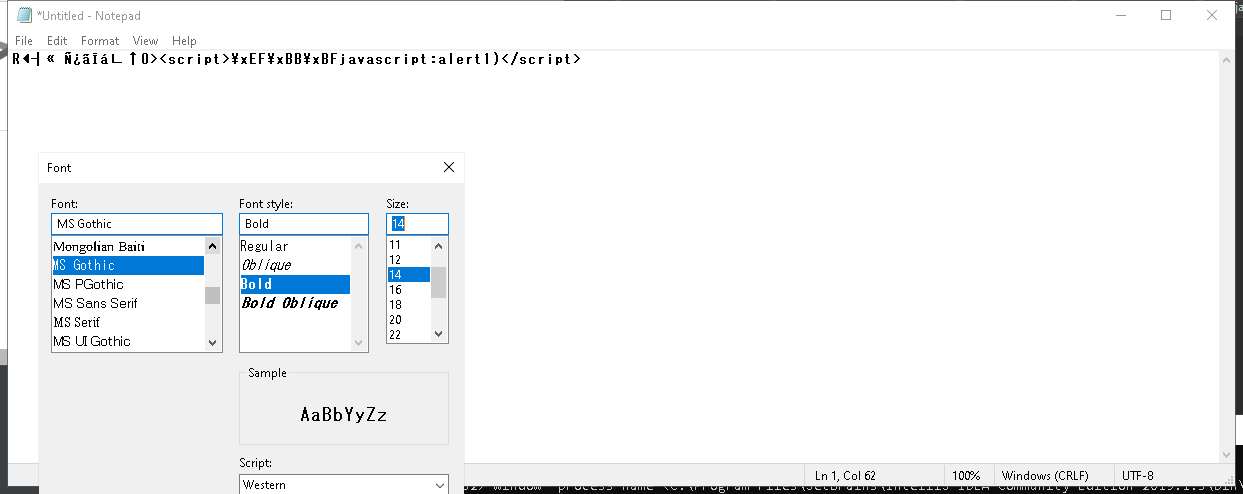 *Untitled - Notepad
File Edit Format View Help
<script>¥xEF¥xBB¥xBFjavascript:alert1)</script>
Font
Font: Font style: Size:
MS Gothic Bold 14
Mongolian Baiti Regular 11
MS Gothic Oblique 12
MS PGothic Bold 14
MS Sans Serif Bold Oblique 16
MS Serif 18
MS UI Gothic 20
22
Sample
AaBbYyZz
Script:
Western
Ln 1, Col 62 100% Windows (CRLF) UTF-8